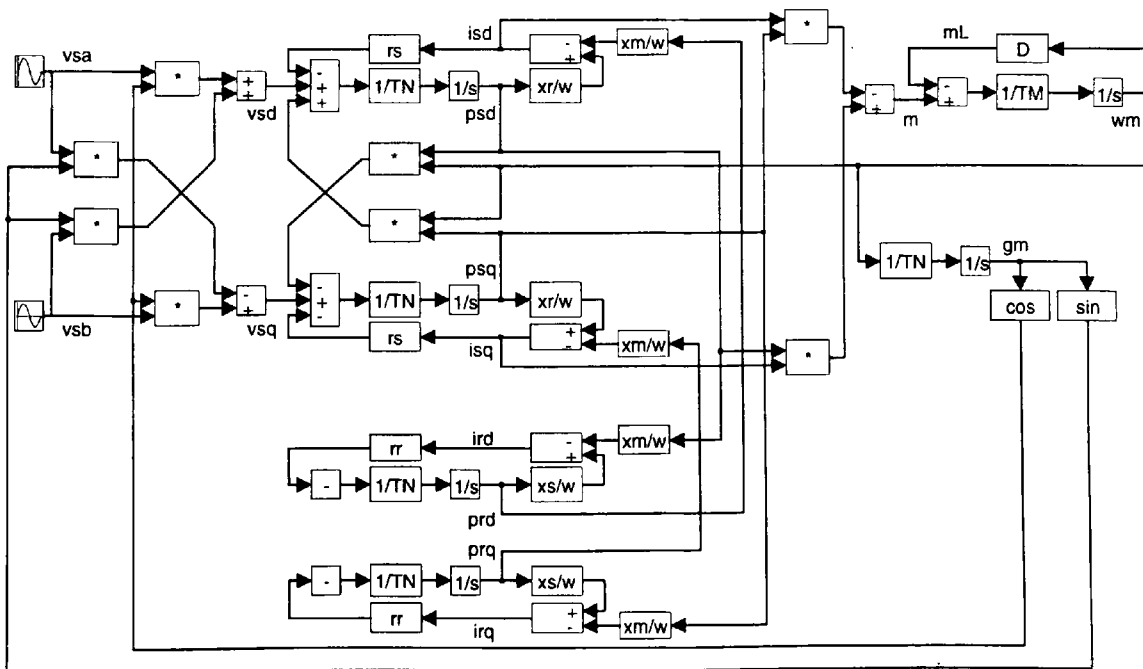 isd
*
rs
-
+
xm/w
mL
D
vsa
*
+
+
vsd
-
+
+
1/TN
1/s
xr/w
psd
-
+
m
-
+
1/TM
1/s
wm
*
*
*
*
psq
1/TN
1/s
gm
cos
sin
vsb
*
-
+
vsq
-
+
-
1/TN
1/s
xr/w
rs
isq
+
-
xm/w
*
rr
ird
-
+
xm/w
-
1/TN
1/s
xs/w
prd
prq
-
1/TN
1/s
xs/w
rr
irq
+
-
xm/w